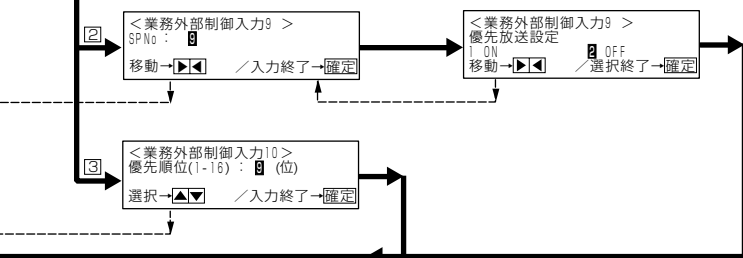 2
<業務外部制御入力9 >
SPNo : 9
移動→▶◀ /入力終了→確定
<業務外部制御入力9 >
優先放送設定
1 ON 2 OFF
移動→▶◀ /選択終了→確定
3
<業務外部制御入力10>
優先順位(1-16) : 9 (位)
選択→▲▼ /入力終了→確定